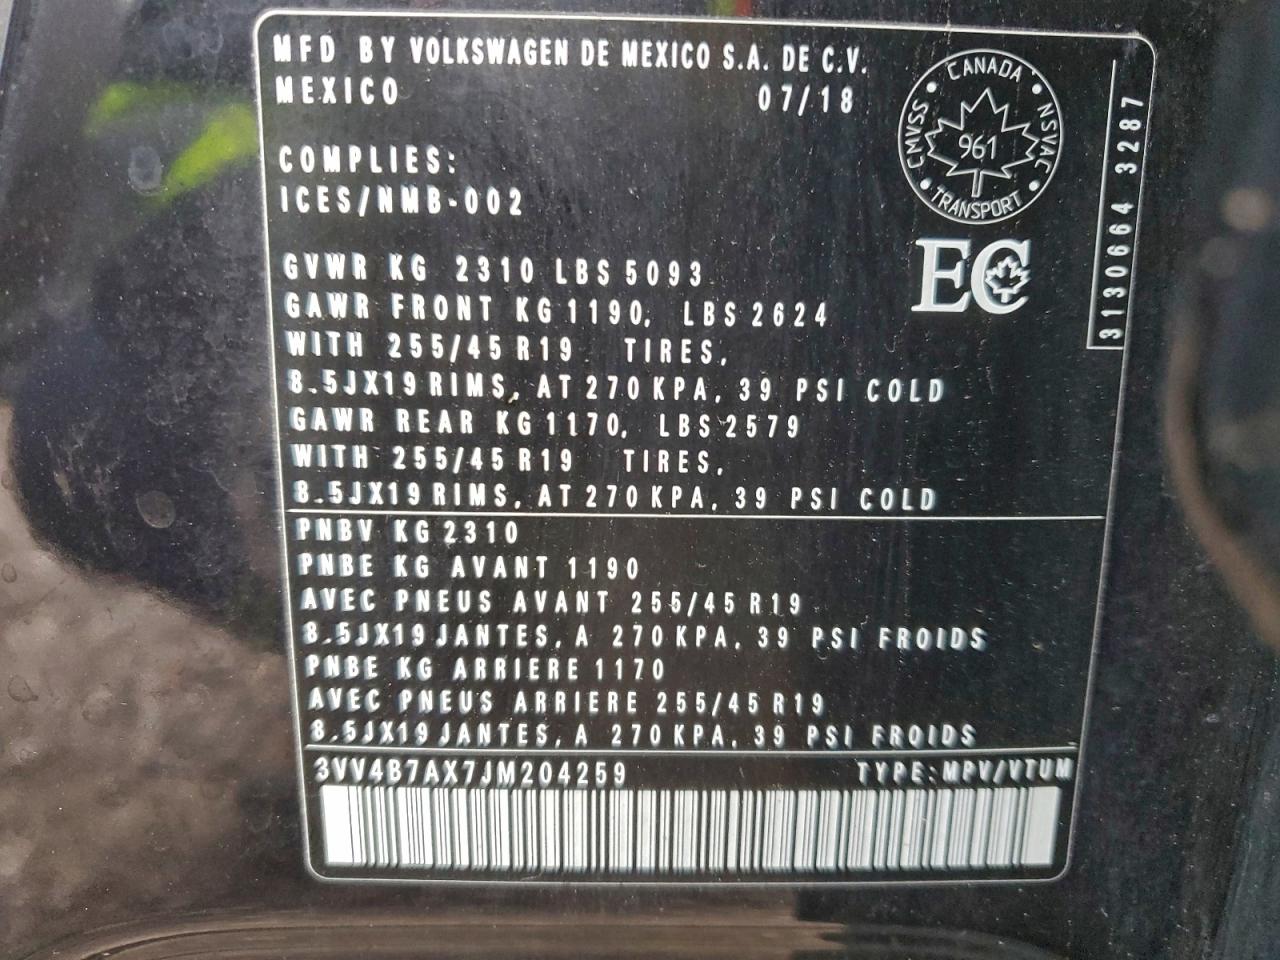 MFD BY VOLKSWAGEN DE MEXICO S.A. DE C.V.
MEXICO 07/18
CANADA
CMVSS NSVAC
961
TRANSPORT
COMPLIES:
ICES/NMB-002
EC
3130664 3287
GVWR KG 2310 LBS 5093
GAWR FRONT KG 1190, LBS 2624
WITH 255/45 R19 TIRES,
8.5JX19 RIMS, AT 270 KPA, 39 PSI COLD
GAWR REAR KG 1170, LBS 2579
WITH 255/45 R19 TIRES,
8.5JX19 RIMS, AT 270 KPA, 39 PSI COLD
PNBV KG 2310
PNBE KG AVANT 1190
AVEC PNEUS AVANT 255/45 R19
8.5JX19 JANTES, A 270 KPA, 39 PSI FROIDS
PNBE KG ARRIERE 1170
AVEC PNEUS ARRIERE 255/45 R19
8.5JX19 JANTES, A 270 KPA, 39 PSI FROIDS
3VV4B7AX7JM204259 TYPE:MPV/VTUM